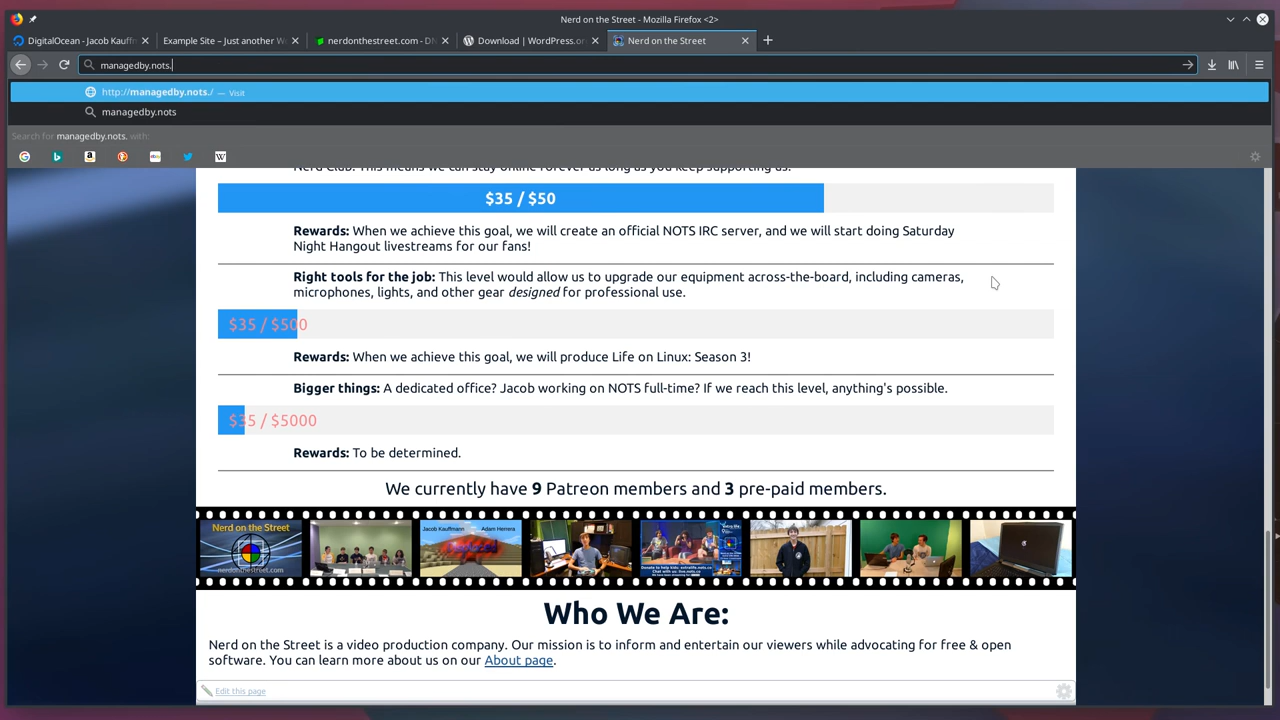 Nerd on the Street - Mozilla Firefox <2>
DigitalOcean - Jacob Kauff
Example Site – Just another W
nerdonthestreet.com - DN
Download | WordPress.or
Nerd on the Street
managedby.nots.
http://managedby.nots./ — Visit
managedby.nots
Search for managedby.nots. with:
Nerd Club. This means we can stay online forever as long as you keep supporting us!
$35 / $50
Rewards: When we achieve this goal, we will create an official NOTS IRC server, and we will start doing Saturday
Night Hangout livestreams for our fans!
Right tools for the job: This level would allow us to upgrade our equipment across-the-board, including cameras,
microphones, lights, and other gear designed for professional use.
$35 / $500
Rewards: When we achieve this goal, we will produce Life on Linux: Season 3!
Bigger things: A dedicated office? Jacob working on NOTS full-time? If we reach this level, anything's possible.
$35 / $5000
Rewards: To be determined.
We currently have 9 Patreon members and 3 pre-paid members.
Nerd on the Street
nerdonthestreet.com
Jacob Kauffmann Adam Herrera
Donate to help kids: extralife.nots.co
Who We Are:
Nerd on the Street is a video production company. Our mission is to inform and entertain our viewers while advocating for free & open
software. You can learn more about us on our About page.
Edit this page